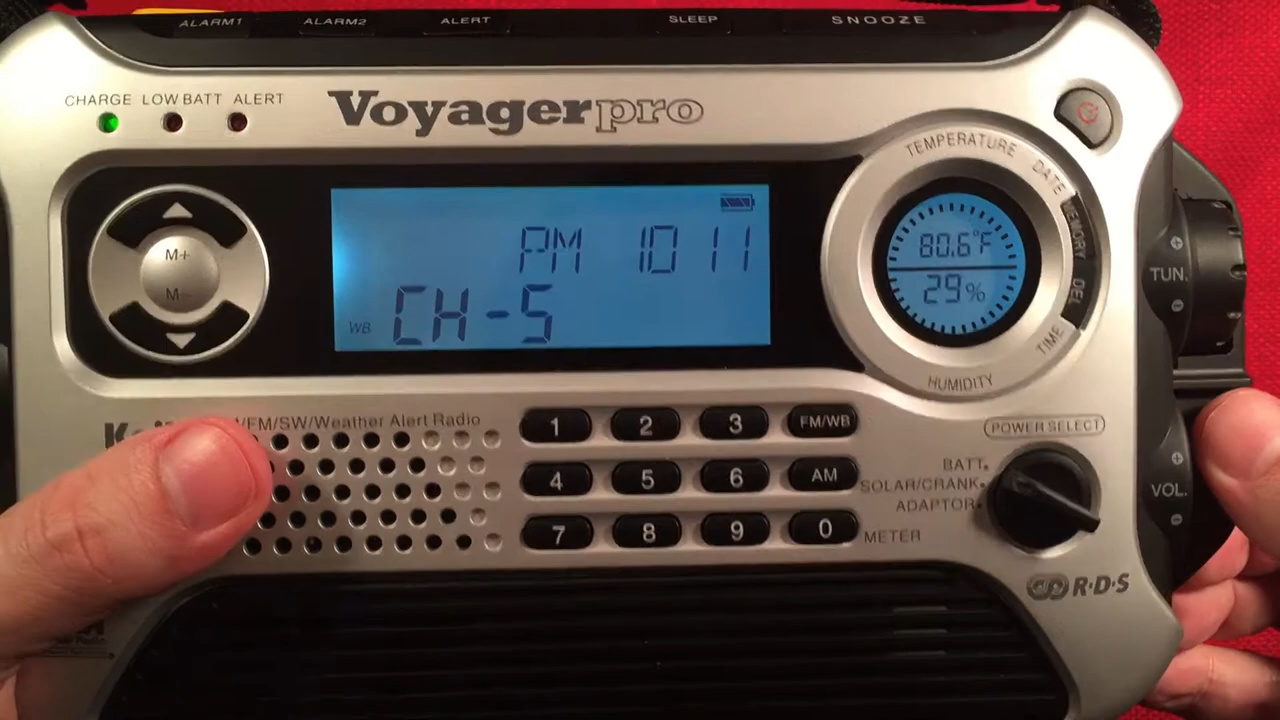 ALARM1 ALARM2 ALERT SLEEP SNOOZE
CHARGE LOW BATT ALERT
Voyager pro
M+
M-
PM 10 11
WB CH-5
TEMPERATURE
DATE
MEMORY
DEL
TIME
HUMIDITY
80.6°F
29%
TUN.
/FM/SW/Weather Alert Radio
1 2 3 FM/WB
4 5 6 AM
7 8 9 0
METER
POWER SELECT
BATT.
SOLAR/CRANK
ADAPTOR
VOL.
R·D·S